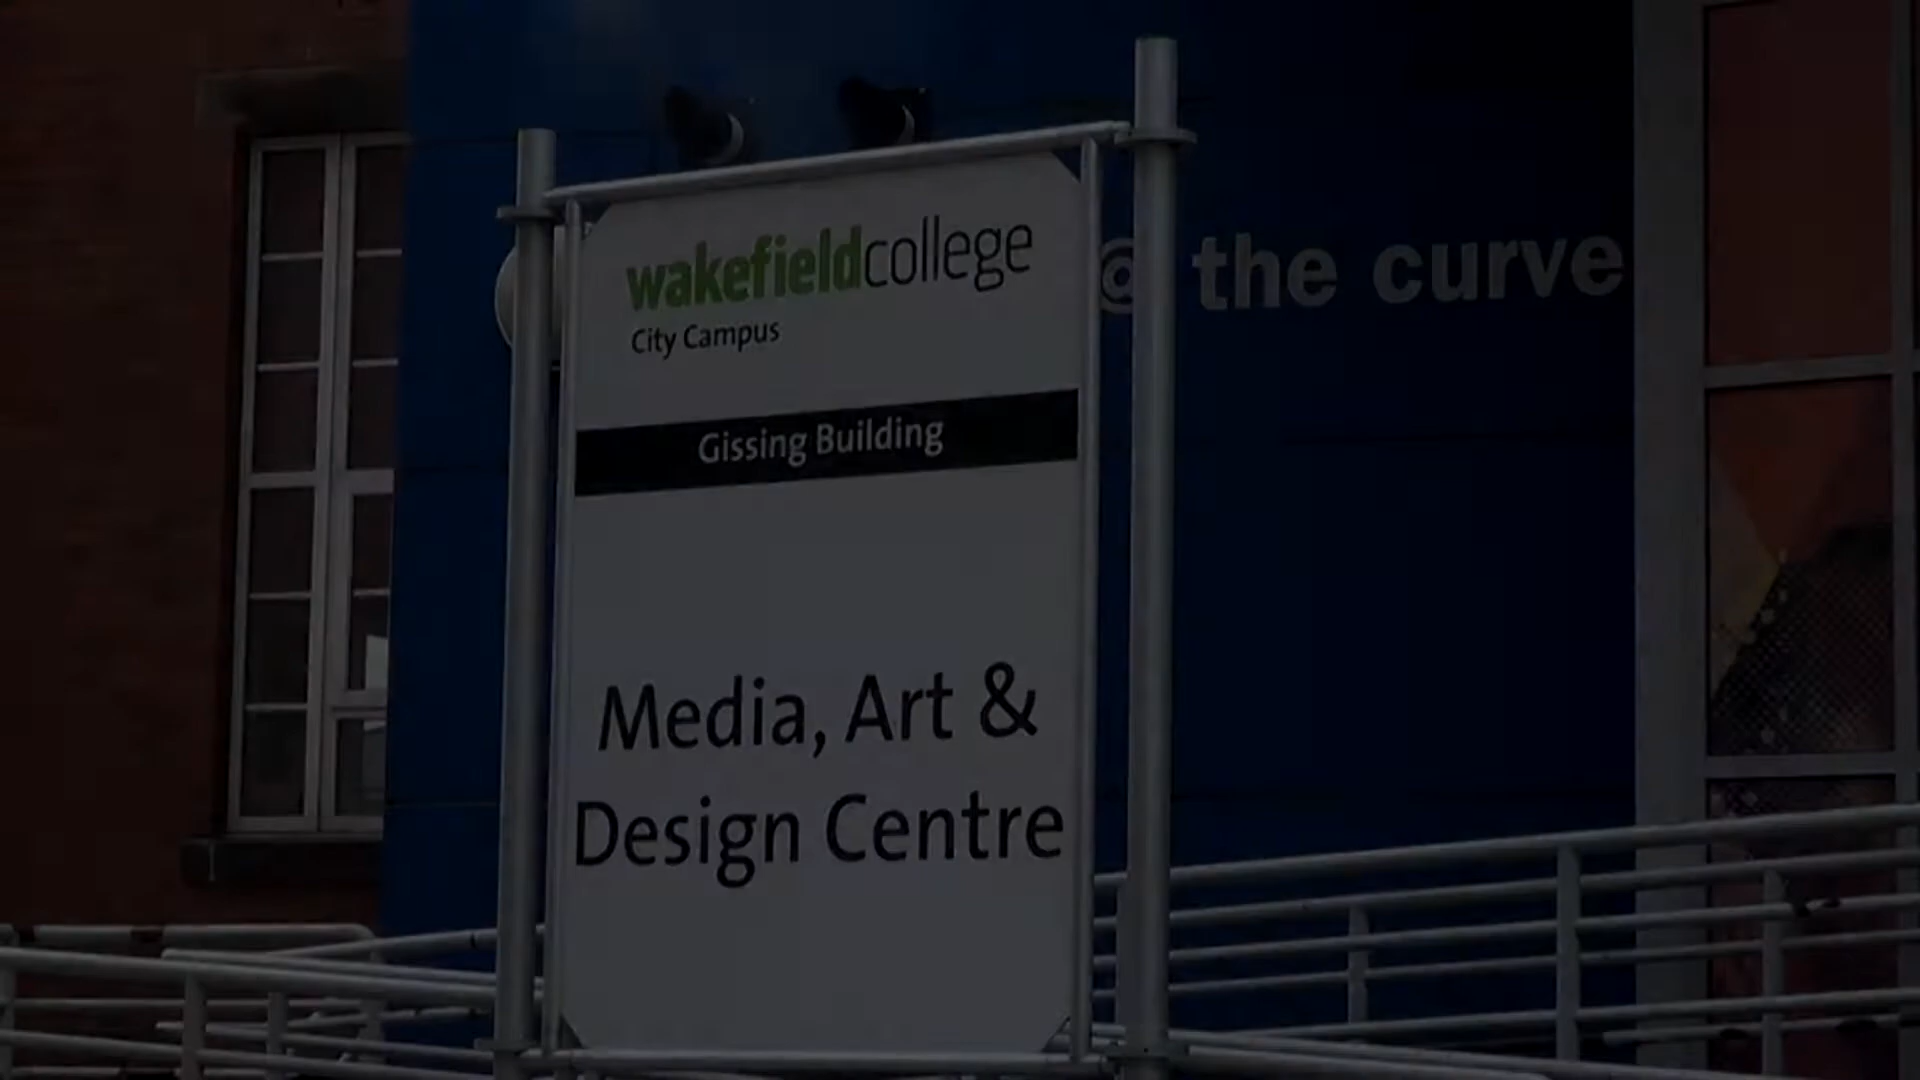 wakefieldcollege
City Campus
@ the curve
Gissing Building
Media, Art &
Design Centre